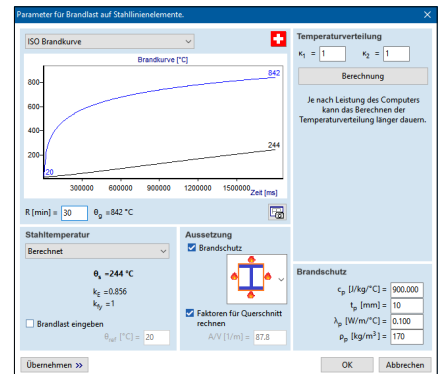 Parameter für Brandlast auf Stahllinienelemente.
ISO Brandkurve
Brandkurve [°C]
842
800
600
400
244
200
20
300000 600000 900000 1200000 1500000 Zeit [ms]
R [min] = 30 θg =842 °C
Temperaturverteilung
κ1 = 1 κ2 = 1
Berechnung
Je nach Leistung des Computers
kann das Berechnen der
Temperaturverteilung länger dauern.
Stahltemperatur
Berechnet
θs =244 °C
kE =0.856
kfy =1
Brandlast eingeben
θref [°C] = 20
Aussetzung
Brandschutz
Faktoren für Querschnitt
rechnen
A/V [1/m] = 87.8
Brandschutz
cp [J/kg/°C] = 900.000
tp [mm] = 10
λp [W/m/°C] = 0.100
ρp [kg/m³] = 170
Übernehmen >>
OK Abbrechen